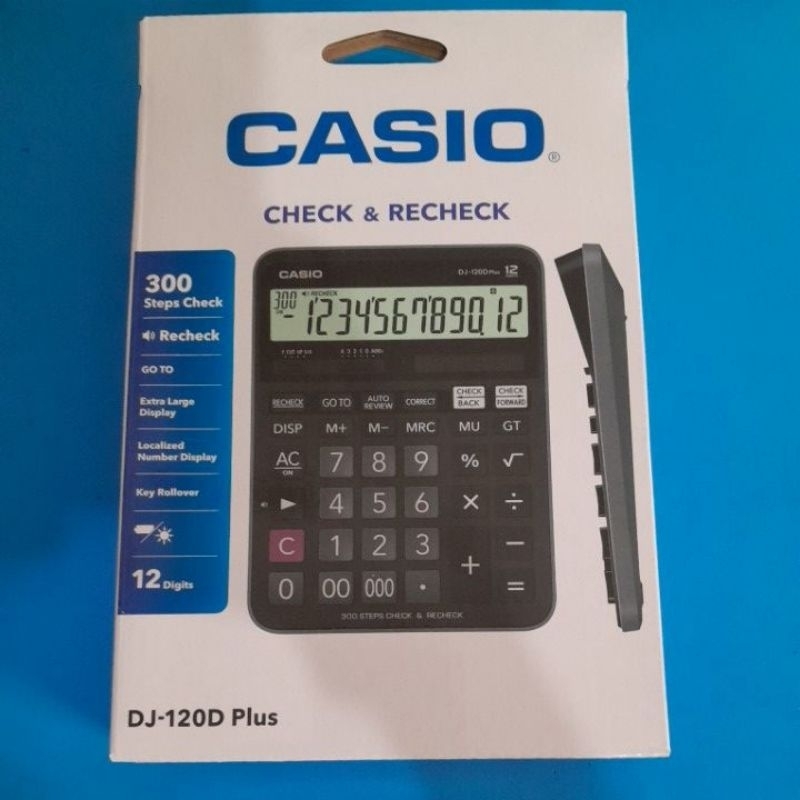 CASIO®
CHECK & RECHECK
300
Steps Check
Recheck
GO TO
Extra Large
Display
Localized
Number Display
Key Rollover
12 Digits
CASIO
DJ-120D Plus 12
300 RECHECK
-1234'567'890.12
RECHECK GO TO AUTO REVIEW CORRECT CHECK BACK CHECK FORWARD
DISP M+ M− MRC MU GT
AC ON 7 8 9 % √
► 4 5 6 × ÷
C 1 2 3 + −
0 00 000 · =
300 STEPS CHECK & RECHECK
DJ-120D Plus